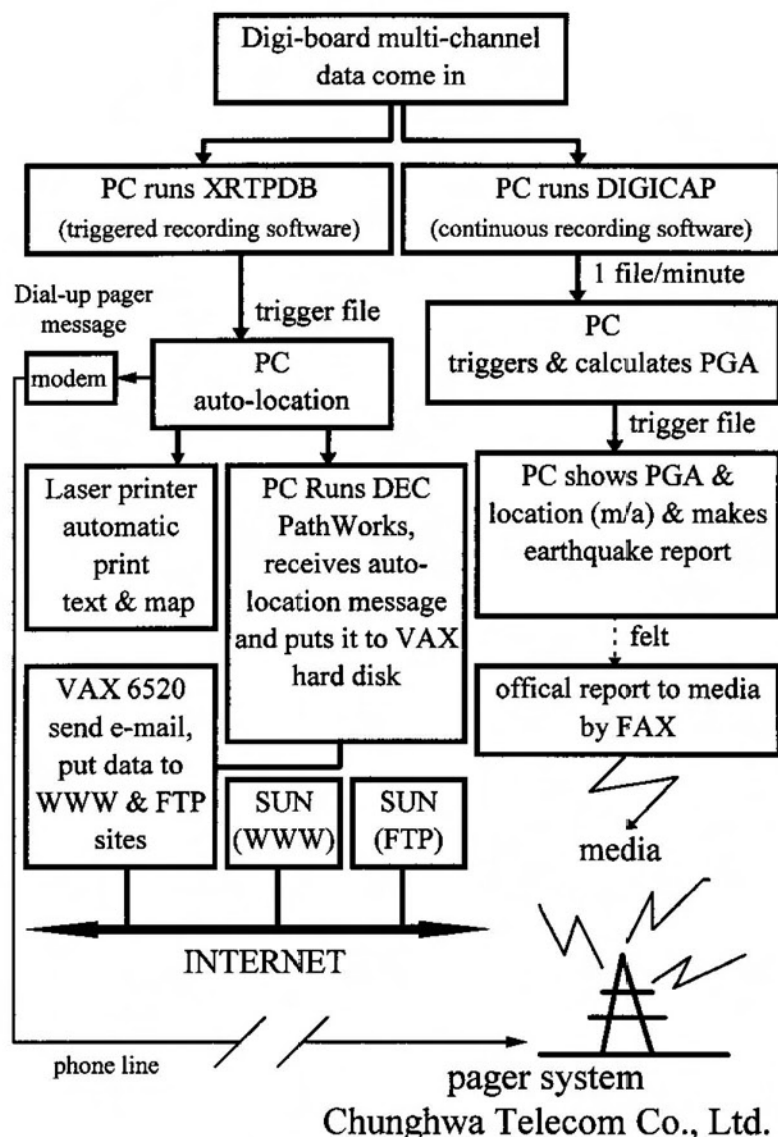 Digi-board multi-channel
data come in
PC runs XRTPDB
(triggered recording software)
PC runs DIGICAP
(continuous recording software)
1 file/minute
Dial-up pager
message
trigger file
modem
PC
auto-location
PC
triggers & calculates PGA
trigger file
Laser printer
automatic
print
text & map
PC Runs DEC
PathWorks,
receives auto-
location message
and puts it to VAX
hard disk
PC shows PGA &
location (m/a) & makes
earthquake report
felt
offical report to media
by FAX
VAX 6520
send e-mail,
put data to
WWW & FTP
sites
SUN
(WWW)
SUN
(FTP)
media
INTERNET
phone line
pager system
Chunghwa Telecom Co., Ltd.